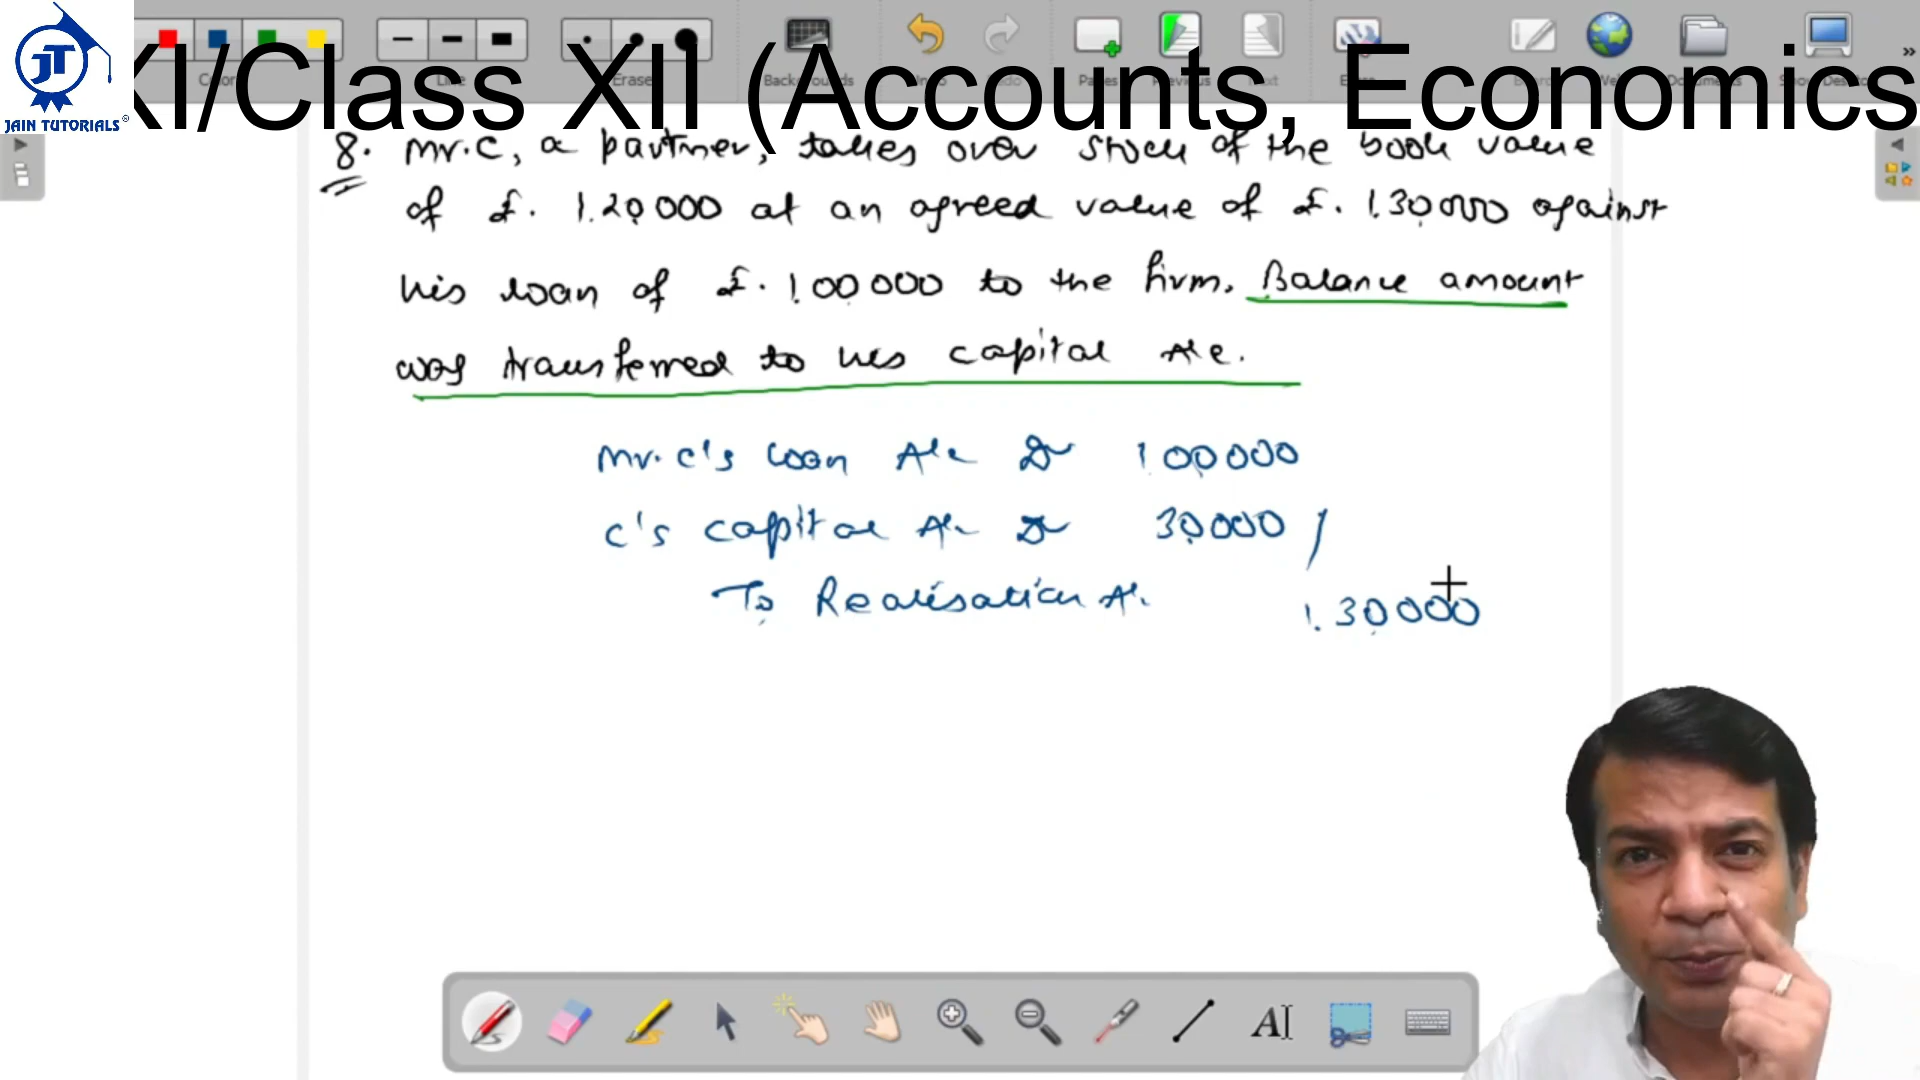 XI/Class XII (Accounts, Economics
JT
JAIN TUTORIALS®
8. Mr. C, a partner, takes over stock of the book value
of £. 1,20,000 at an agreed value of £. 1,30,000 against
his loan of £. 1,00,000 to the firm. Balance amount
was transferred to his capital A/c.
Mr. C's Loan A/c Dr 1,00,000
C's Capital A/c Dr 30,000 /
To Realisation A/c 1,30,000